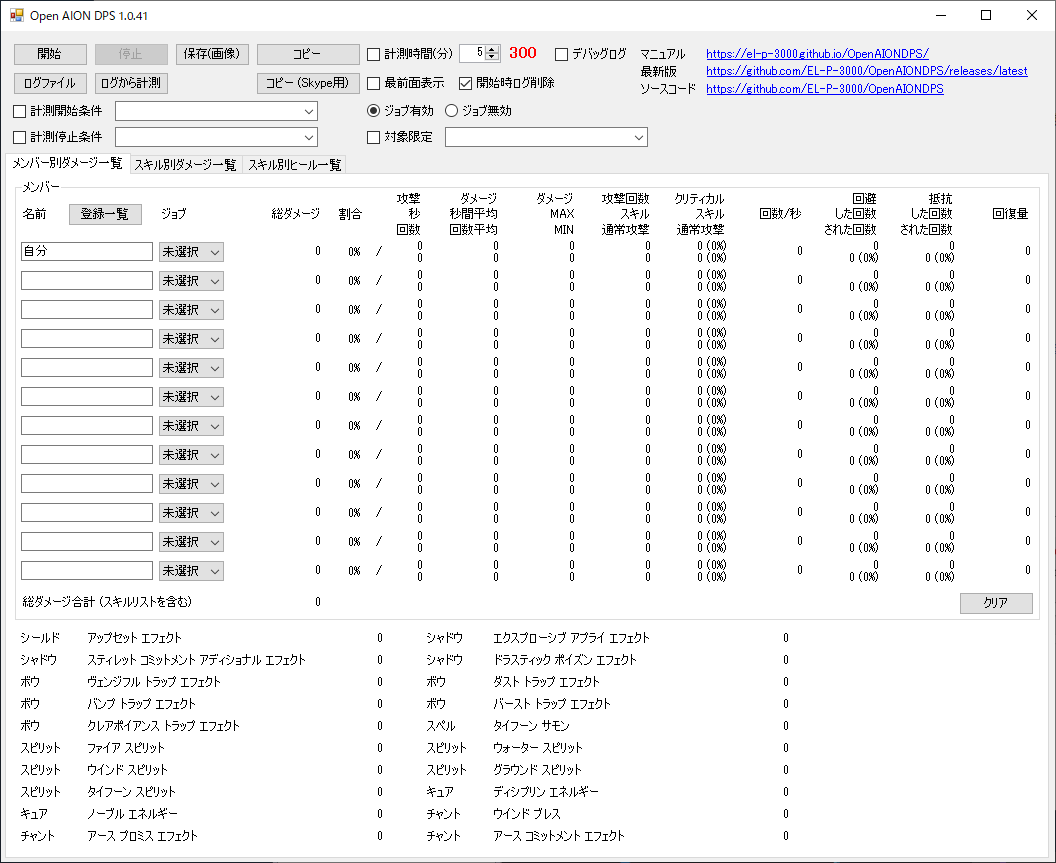 Open AION DPS 1.0.41
開始 停止 保存(画像) コピー 計測時間(分) 5 300 デバッグログ マニュアル https://el-p-3000.github.io/OpenAIONDPS/
最新版 https://github.com/EL-P-3000/OpenAIONDPS/releases/latest
ログファイル ログから計測 コピー (Skype用) 最前面表示 開始時ログ削除
ソースコード https://github.com/EL-P-3000/OpenAIONDPS
計測開始条件 ジョブ有効 ジョブ無効
計測停止条件 対象限定
メンバー別ダメージ一覧 スキル別ダメージ一覧 スキル別ヒール一覧
メンバー
攻撃 ダメージ ダメージ 攻撃回数 クリティカル 回避 抵抗
名前 登録一覧 ジョブ 総ダメージ 割合 秒 秒間平均 MAX スキル スキル 回数/秒 した回数 した回数 回復量
回数 回数平均 MIN 通常攻撃 通常攻撃 された回数 された回数
0 0 0 0 0 (0%) 0 0
自分 未選択 0 0% / 0 0
0 0 0 0 0 (0%) 0 (0%) 0 (0%)
0 0 0 0 0 (0%) 0 0
未選択 0 0% / 0 0
0 0 0 0 0 (0%) 0 (0%) 0 (0%)
0 0 0 0 0 (0%) 0 0
未選択 0 0% / 0 0
0 0 0 0 0 (0%) 0 (0%) 0 (0%)
0 0 0 0 0 (0%) 0 0
未選択 0 0% / 0 0
0 0 0 0 0 (0%) 0 (0%) 0 (0%)
0 0 0 0 0 (0%) 0 0
未選択 0 0% / 0 0
0 0 0 0 0 (0%) 0 (0%) 0 (0%)
0 0 0 0 0 (0%) 0 0
未選択 0 0% / 0 0
0 0 0 0 0 (0%) 0 (0%) 0 (0%)
0 0 0 0 0 (0%) 0 0
未選択 0 0% / 0 0
0 0 0 0 0 (0%) 0 (0%) 0 (0%)
0 0 0 0 0 (0%) 0 0
未選択 0 0% / 0 0
0 0 0 0 0 (0%) 0 (0%) 0 (0%)
0 0 0 0 0 (0%) 0 0
未選択 0 0% / 0 0
0 0 0 0 0 (0%) 0 (0%) 0 (0%)
0 0 0 0 0 (0%) 0 0
未選択 0 0% / 0 0
0 0 0 0 0 (0%) 0 (0%) 0 (0%)
0 0 0 0 0 (0%) 0 0
未選択 0 0% / 0 0
0 0 0 0 0 (0%) 0 (0%) 0 (0%)
0 0 0 0 0 (0%) 0 0
未選択 0 0% / 0 0
0 0 0 0 0 (0%) 0 (0%) 0 (0%)
総ダメージ合計 (スキルリストを含む) 0 クリア
シールド アップセット エフェクト 0 シャドウ エクスプローシブ アプライ エフェクト 0
シャドウ スティレット コミットメント アディショナル エフェクト 0 シャドウ ドラスティック ポイズン エフェクト 0
ボウ ヴェンジフル トラップ エフェクト 0 ボウ ダスト トラップ エフェクト 0
ボウ バンプ トラップ エフェクト 0 ボウ バースト トラップ エフェクト 0
ボウ クレアボイアンス トラップ エフェクト 0 スペル タイフーン サモン 0
スピリット ファイア スピリット 0 スピリット ウォーター スピリット 0
スピリット ウインド スピリット 0 スピリット グラウンド スピリット 0
スピリット タイフーン スピリット 0 キュア ディシプリン エネルギー 0
キュア ノーブル エネルギー 0 チャント ウインド ブレス 0
チャント アース プロミス エフェクト 0 チャント アース コミットメント エフェクト 0